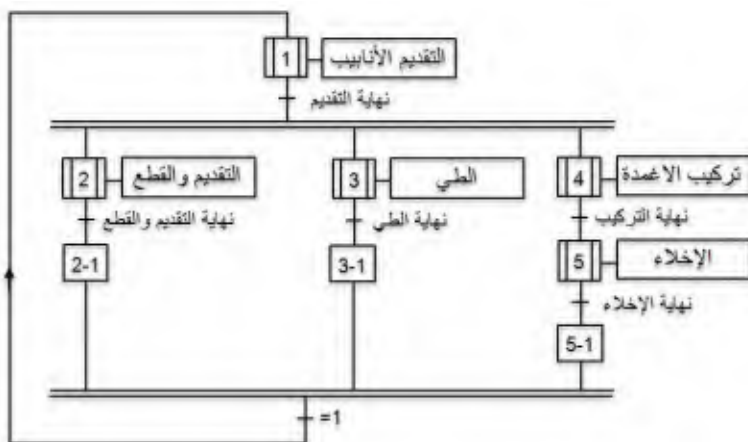 1 التقديم الأنابيب
نهاية التقديم
2 التقديم والقطع
3 الطي
4 تركيب الاغمدة
نهاية التقديم والقطع
نهاية الطي
نهاية التركيب
2-1
3-1
5 الإخلاء
نهاية الإخلاء
5-1
=1